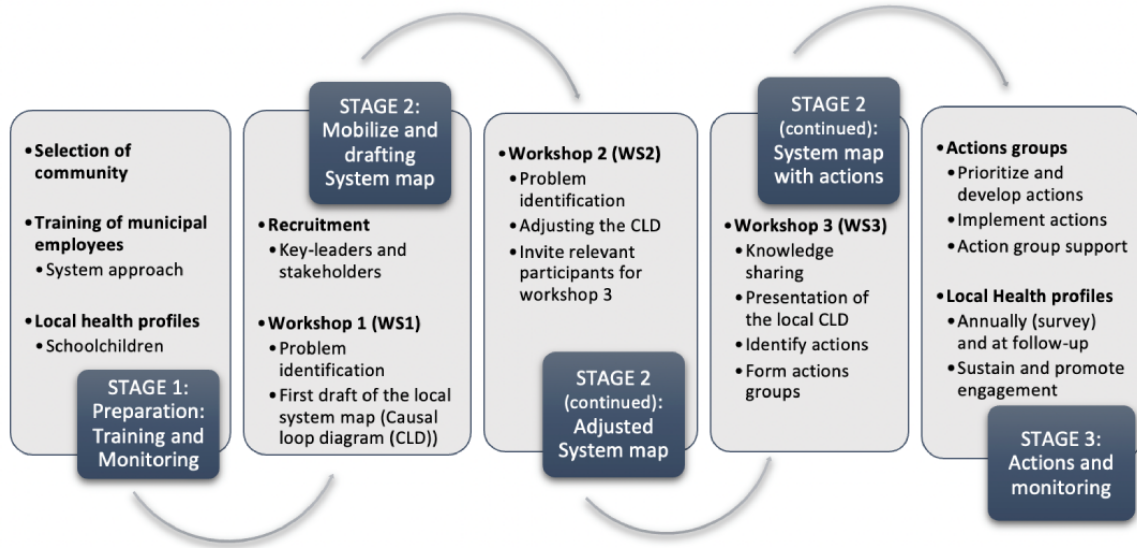 • Selection of
community
• Training of municipal
employees
• System approach
• Local health profiles
• Schoolchildren
STAGE 1:
Preparation:
Training and
Monitoring
STAGE 2:
Mobilize and
drafting
System map
• Recruitment
• Key-leaders and
stakeholders
• Workshop 1 (WS1)
• Problem
identification
• First draft of the local
system map (Causal
loop diagram (CLD))
• Workshop 2 (WS2)
• Problem
identification
• Adjusting the CLD
• Invite relevant
participants for
workshop 3
STAGE 2
(continued):
Adjusted
System map
STAGE 2
(continued):
System map
with actions
• Workshop 3 (WS3)
• Knowledge
sharing
• Presentation of
the local CLD
• Identify actions
• Form actions
groups
• Actions groups
• Prioritize and
develop actions
• Implement actions
• Action group support
• Local Health profiles
• Annually (survey)
and at follow-up
• Sustain and promote
engagement
STAGE 3:
Actions and
monitoring